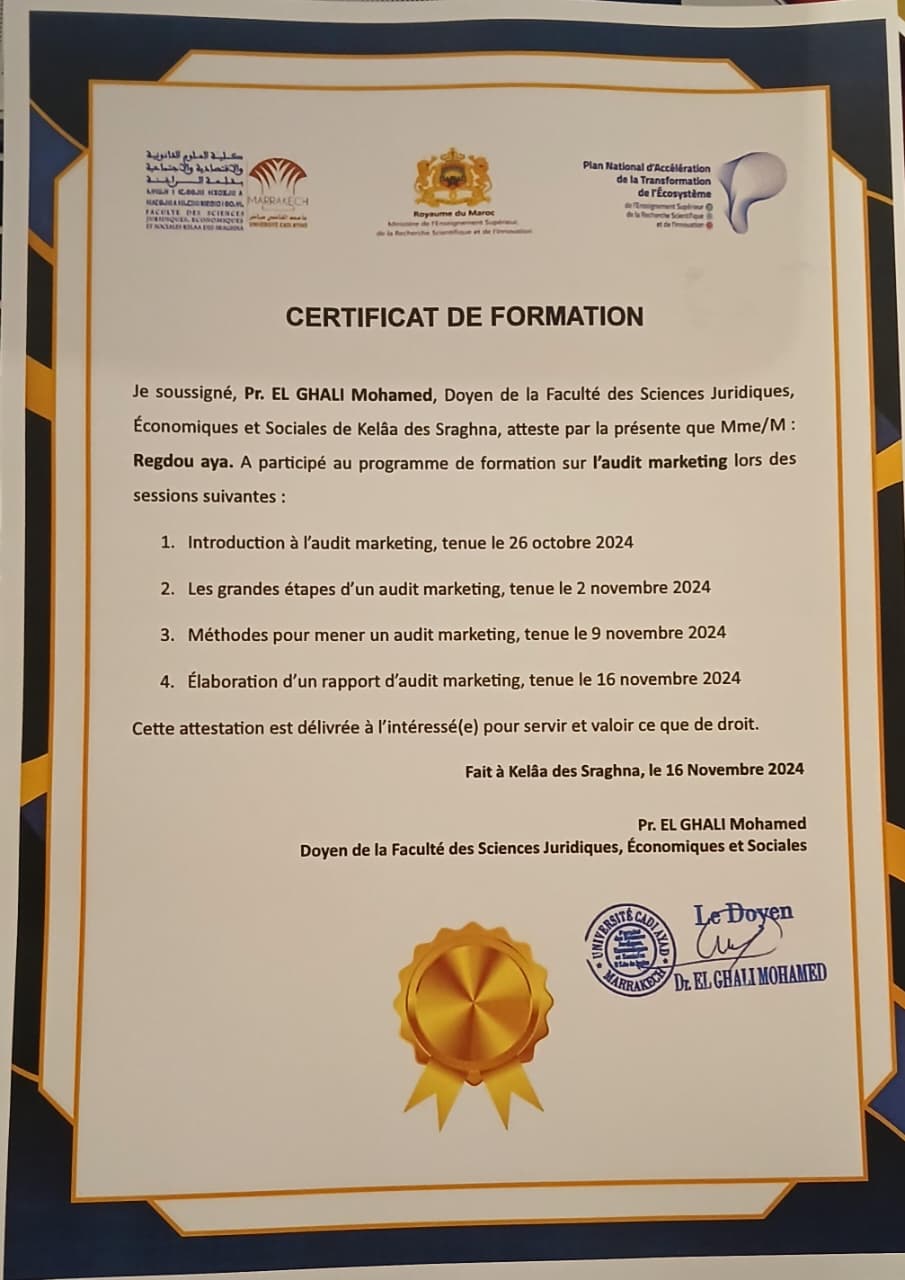 كلية العلوم القانونية
والاقتصادية والاجتماعية
بقلعة السراغنة
FACULTÉ DES SCIENCES
JURIDIQUES, ÉCONOMIQUES
ET SOCIALES KELAA DES SRAGHNA
MARRAKECH
جامعة القاضي عياض
UNIVERSITÉ CADI AYYAD
Royaume du Maroc
Ministère de l'Enseignement Supérieur,
de la Recherche Scientifique et de l'Innovation
Plan National d'Accélération
de la Transformation
de l'Écosystème
de l'Enseignement Supérieur
de la Recherche Scientifique
et de l'Innovation
CERTIFICAT DE FORMATION
Je soussigné, Pr. EL GHALI Mohamed, Doyen de la Faculté des Sciences Juridiques,
Économiques et Sociales de Kelâa des Sraghna, atteste par la présente que Mme/M :
Regdou aya. A participé au programme de formation sur l'audit marketing lors des
sessions suivantes :
1. Introduction à l'audit marketing, tenue le 26 octobre 2024
2. Les grandes étapes d'un audit marketing, tenue le 2 novembre 2024
3. Méthodes pour mener un audit marketing, tenue le 9 novembre 2024
4. Élaboration d'un rapport d'audit marketing, tenue le 16 novembre 2024
Cette attestation est délivrée à l'intéressé(e) pour servir et valoir ce que de droit.
Fait à Kelâa des Sraghna, le 16 Novembre 2024
Pr. EL GHALI Mohamed
Doyen de la Faculté des Sciences Juridiques, Économiques et Sociales
UNIVERSITÉ CADI AYAD
MARRAKECH
Le Doyen
Dr. EL GHALI MOHAMED